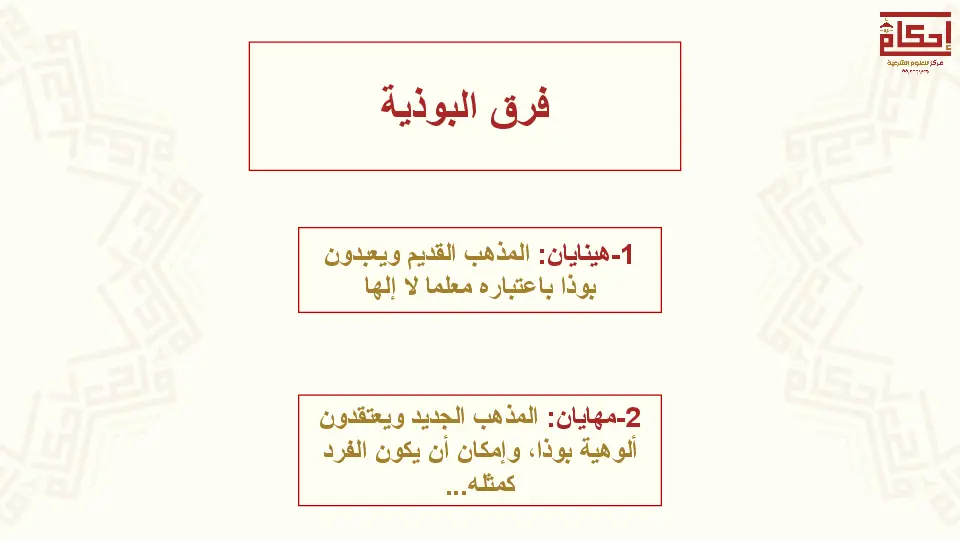 إحكام
مركز للعلوم الشرعية
فرق البوذية
1-هينايان: المذهب القديم ويعبدون
بوذا باعتباره معلما لا إلها
2-مهايان: المذهب الجديد ويعتقدون
ألوهية بوذا، وإمكان أن يكون الفرد
كمثله...